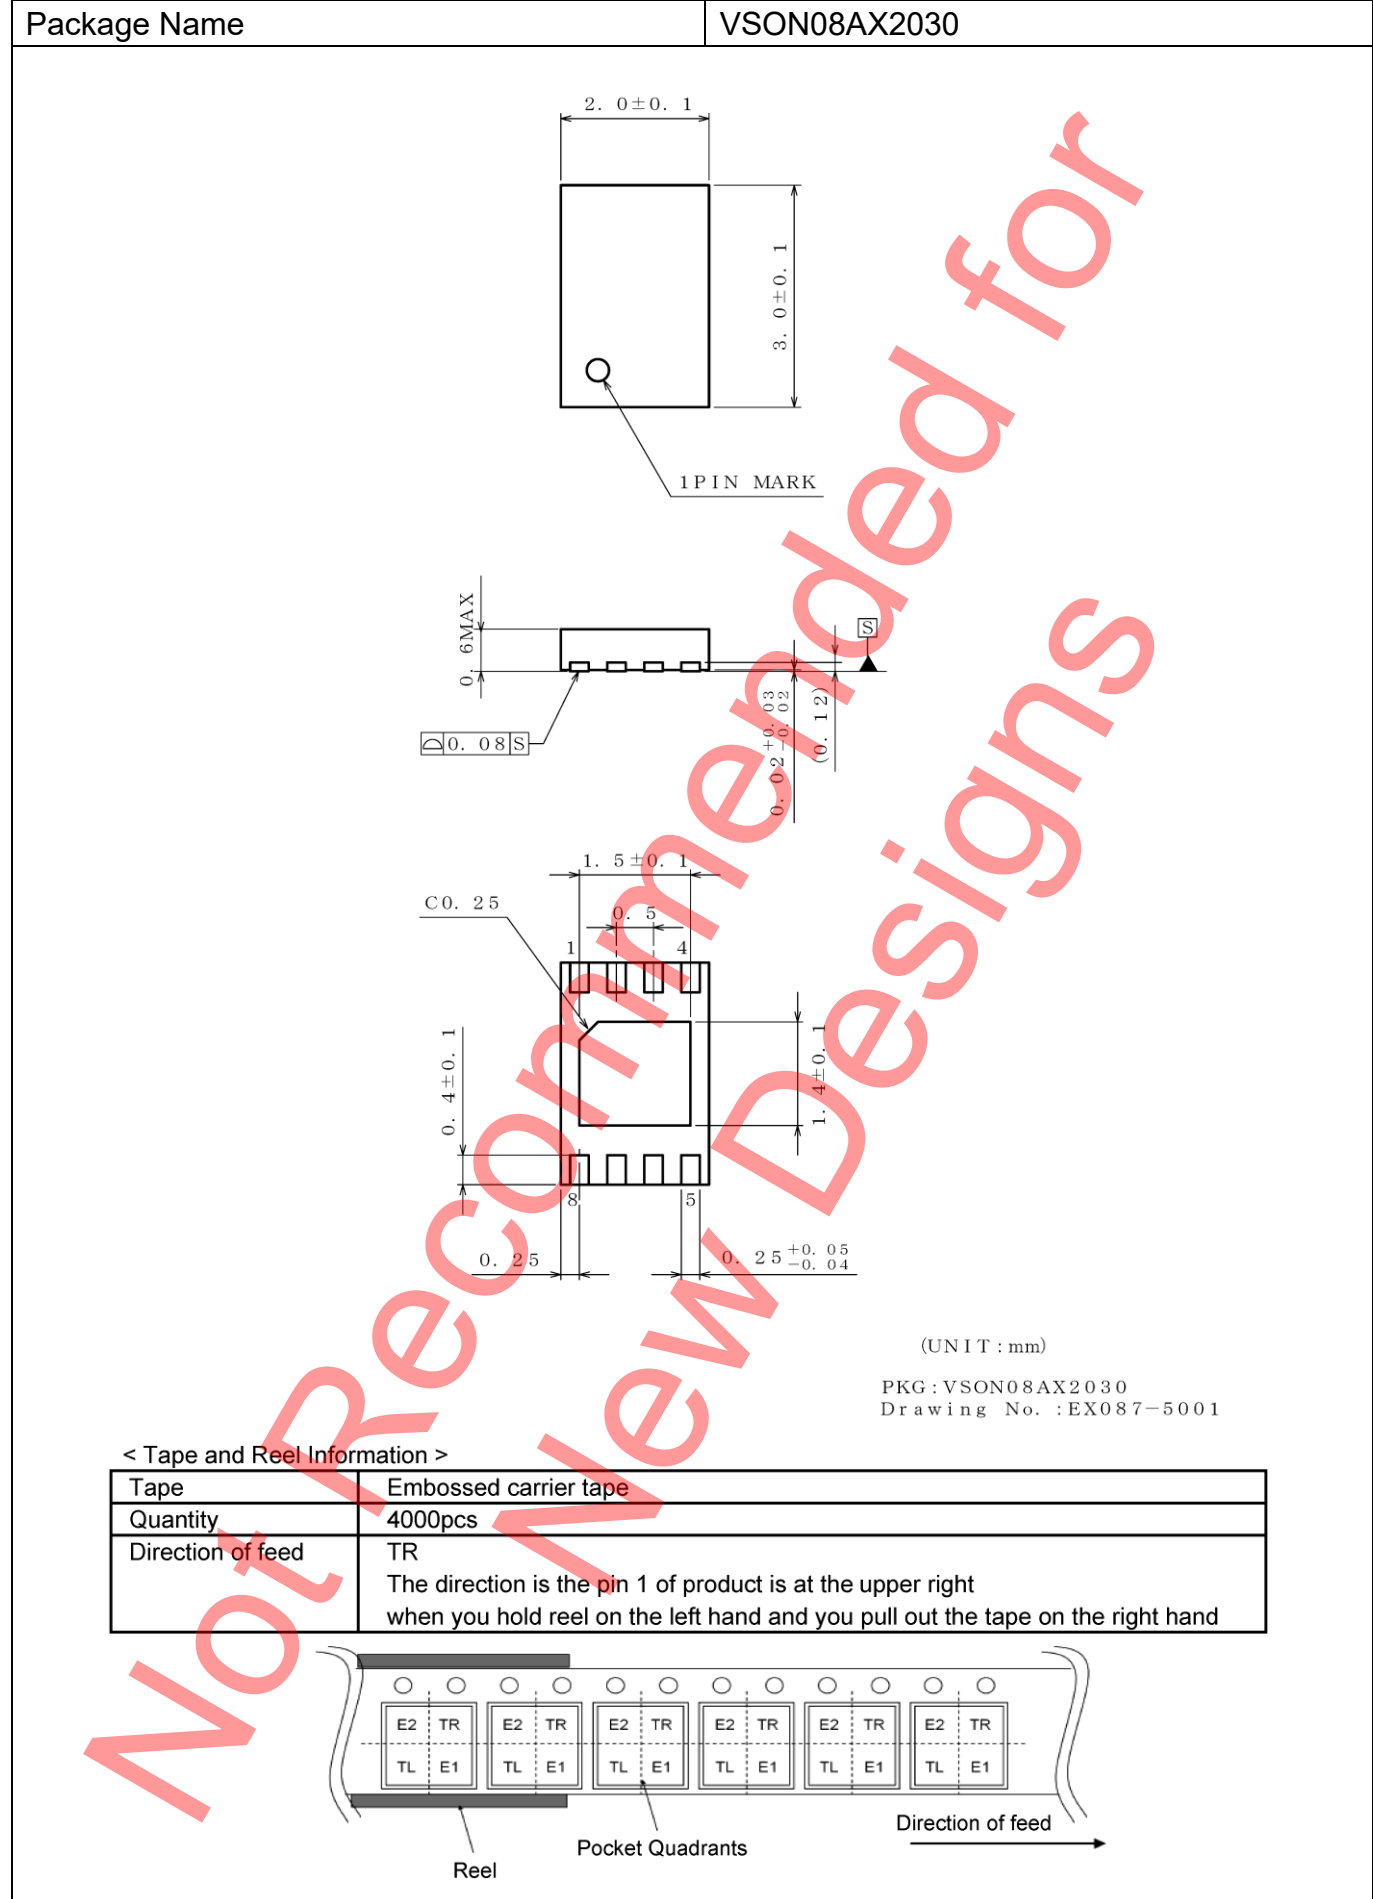 Package Name VSON08AX2030
2. 0±0. 1
3. 0±0. 1
1PIN MARK
0. 6MAX
S
⌓ 0. 08 S
0. 02 +0. 03 -0. 02
(0. 12)
1. 5±0. 1
C0. 25
0. 5
1 4
0. 4±0. 1
1. 4±0. 1
8 5
0. 25
0. 25 +0. 05 −0. 04
(UNIT:mm)
PKG:VSON08AX2030
Drawing No. :EX087−5001
Not Recommended for
New Designs
< Tape and Reel Information >
Tape Embossed carrier tape
Quantity 4000pcs
Direction of feed TR
The direction is the pin 1 of product is at the upper right
when you hold reel on the left hand and you pull out the tape on the right hand
E2 TR E2 TR E2 TR E2 TR E2 TR E2 TR
TL E1 TL E1 TL E1 TL E1 TL E1 TL E1
Direction of feed
Pocket Quadrants
Reel